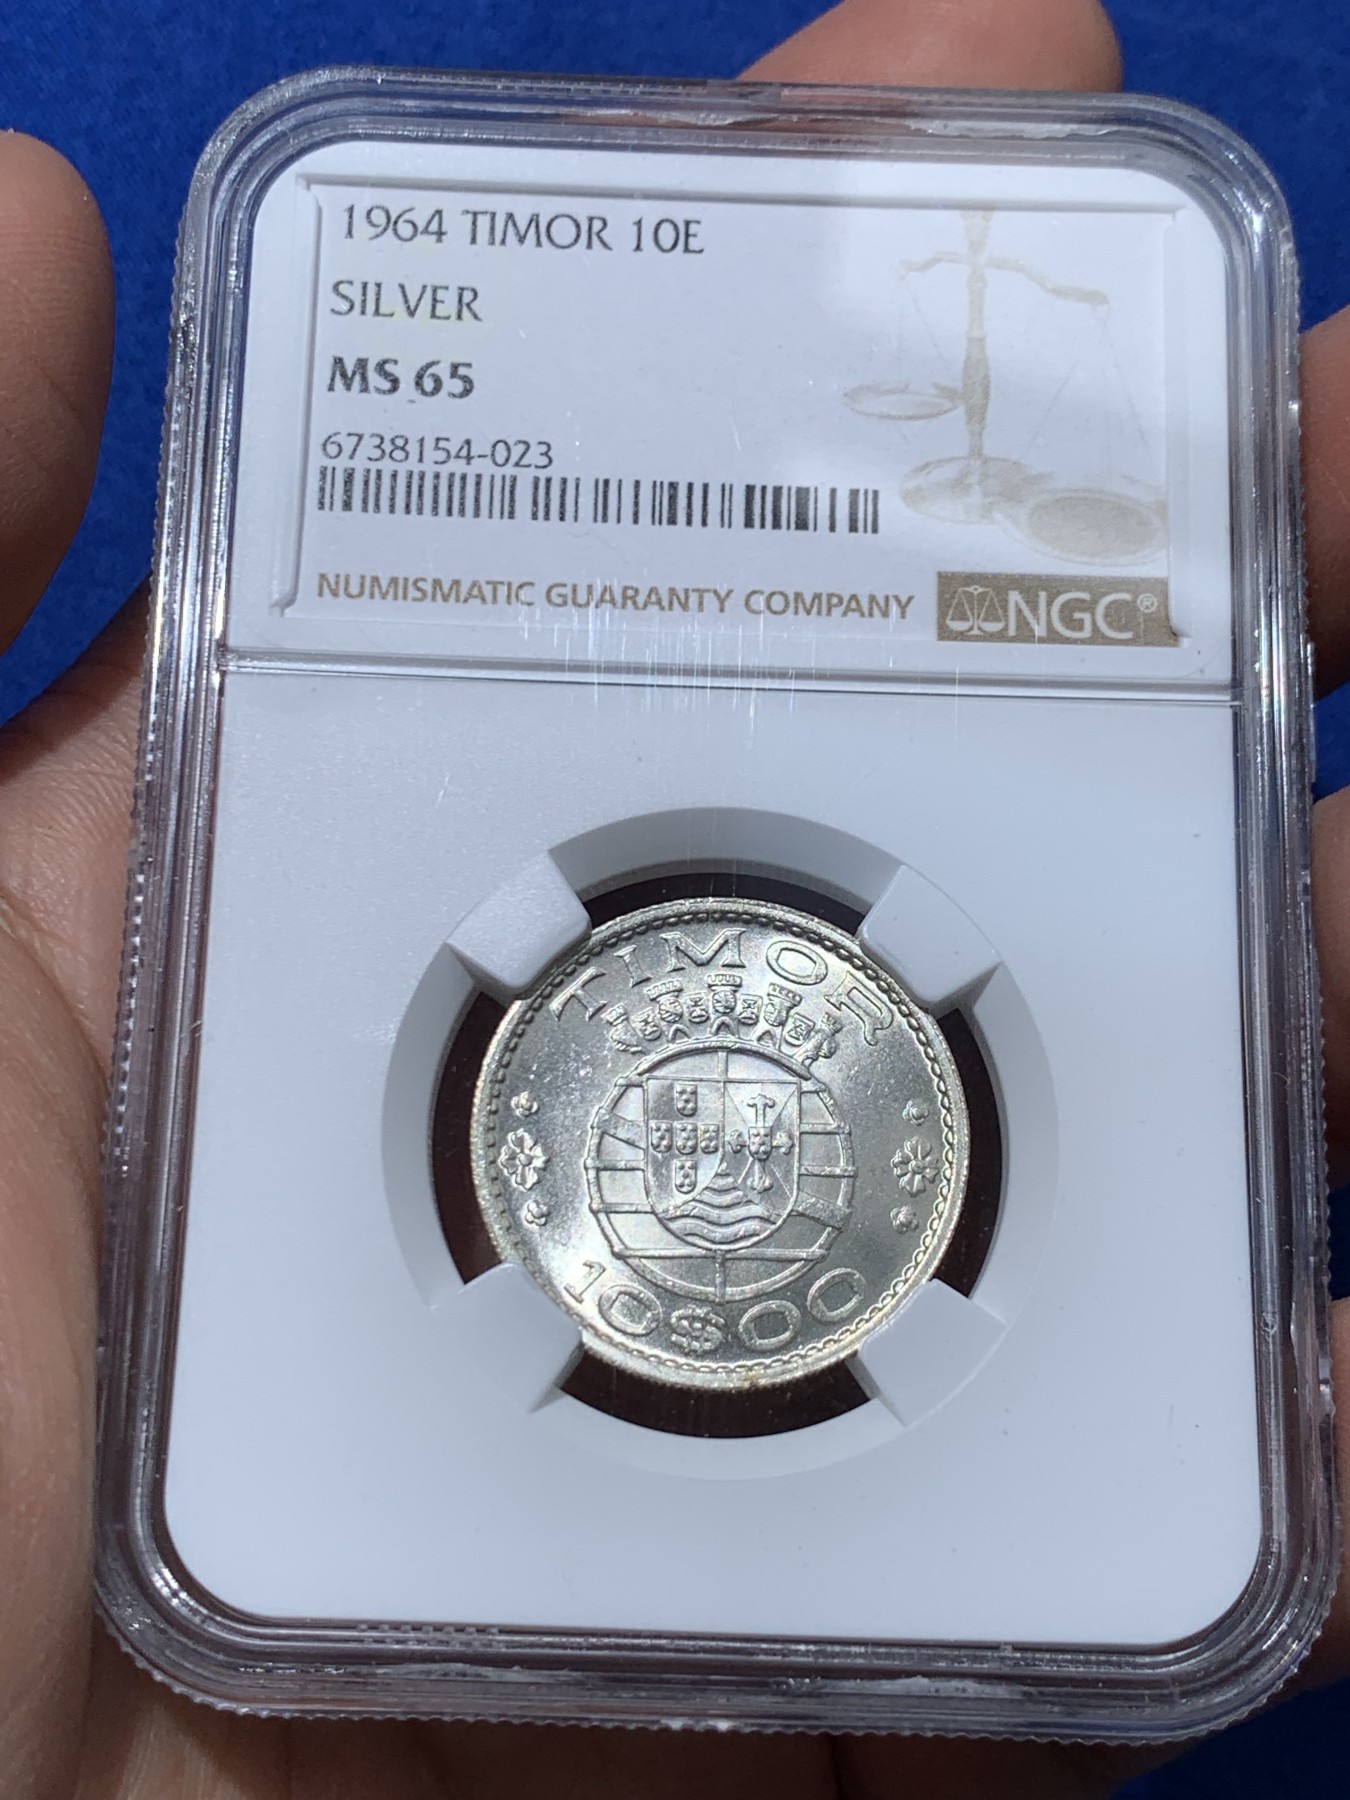 1964 TIMOR 10E
SILVER
MS 65
6738154-023
NUMISMATIC GUARANTY COMPANY
NGC®
TIMOR
10$00